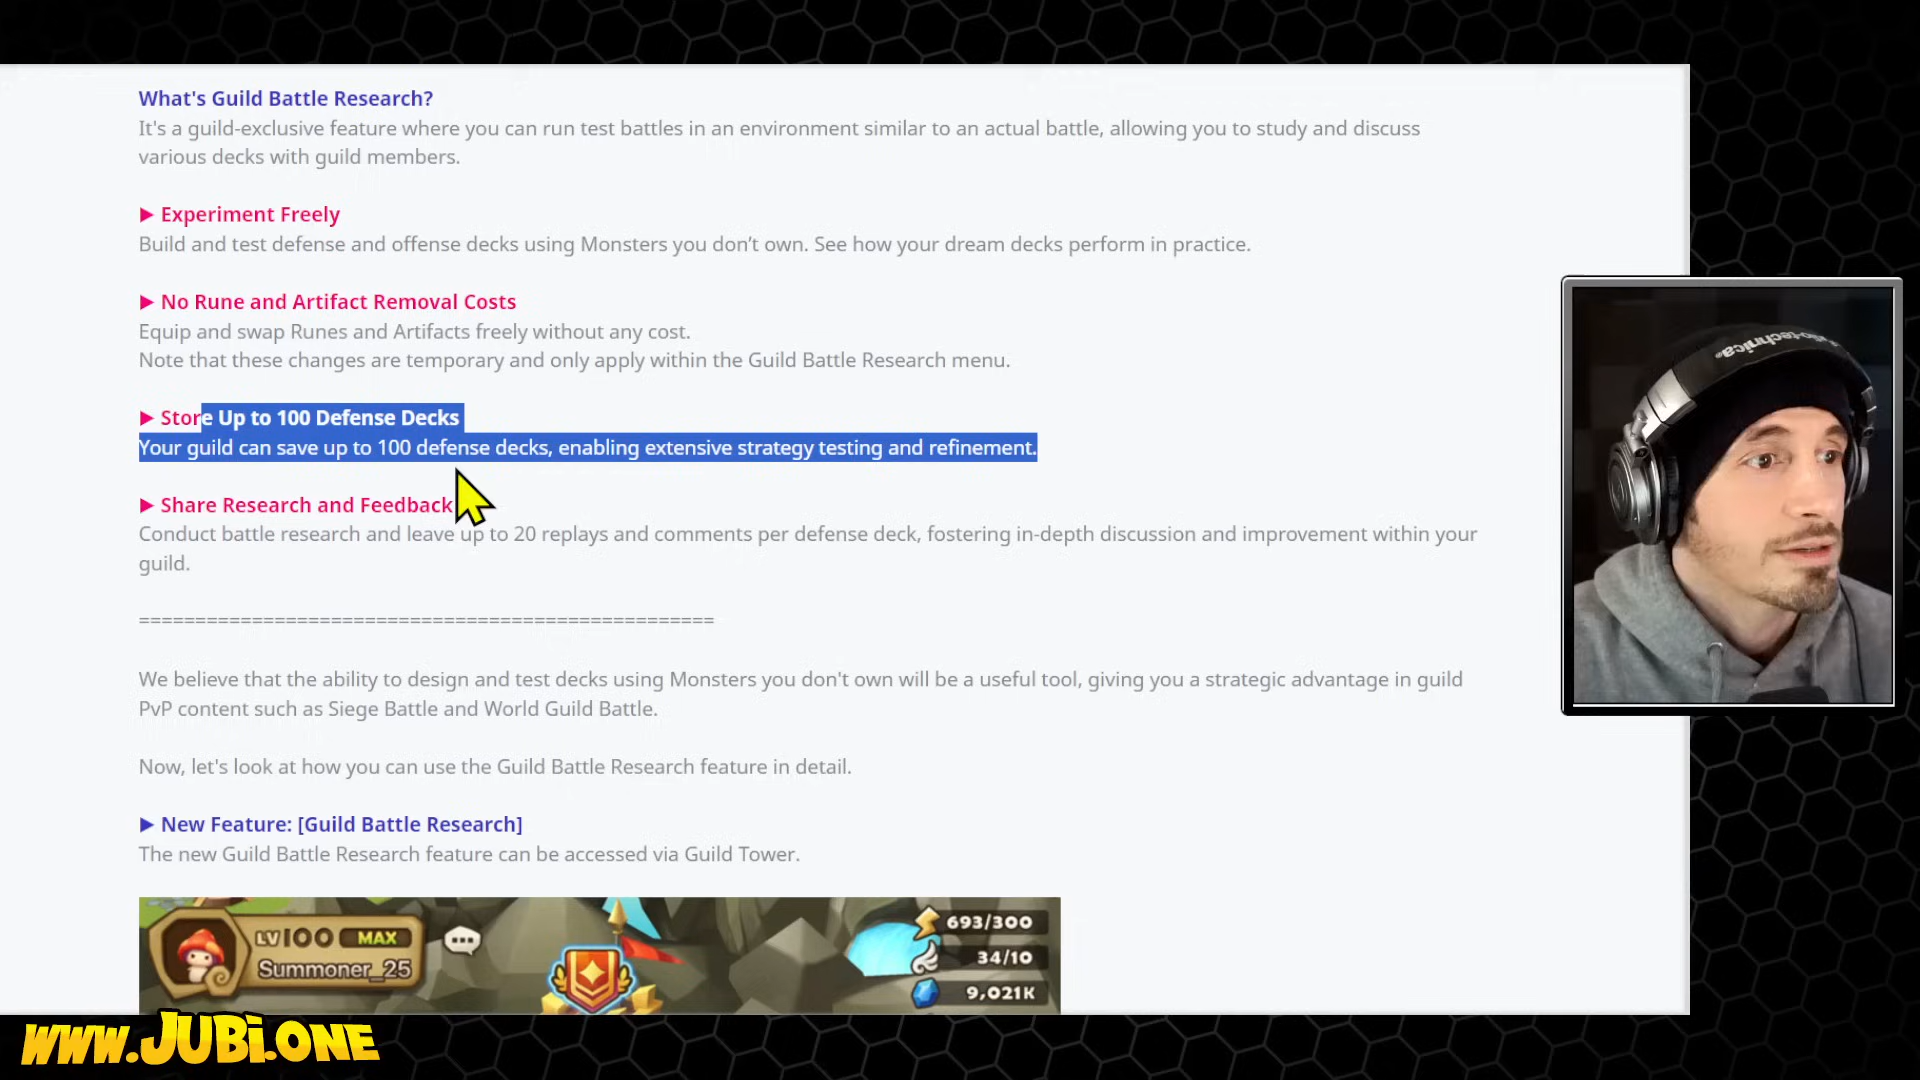 What's Guild Battle Research?
It's a guild-exclusive feature where you can run test battles in an environment similar to an actual battle, allowing you to study and discuss
various decks with guild members.
▶ Experiment Freely
Build and test defense and offense decks using Monsters you don’t own. See how your dream decks perform in practice.
▶ No Rune and Artifact Removal Costs
Equip and swap Runes and Artifacts freely without any cost.
Note that these changes are temporary and only apply within the Guild Battle Research menu.
▶ Store Up to 100 Defense Decks
Your guild can save up to 100 defense decks, enabling extensive strategy testing and refinement.
▶ Share Research and Feedback
Conduct battle research and leave up to 20 replays and comments per defense deck, fostering in-depth discussion and improvement within your
guild.
==================================================
We believe that the ability to design and test decks using Monsters you don't own will be a useful tool, giving you a strategic advantage in guild
PvP content such as Siege Battle and World Guild Battle.
Now, let's look at how you can use the Guild Battle Research feature in detail.
▶ New Feature: [Guild Battle Research]
The new Guild Battle Research feature can be accessed via Guild Tower.
LV100 MAX
Summoner_25
693/300
34/10
9,021K
audio-technica
www.JUBi.ONE